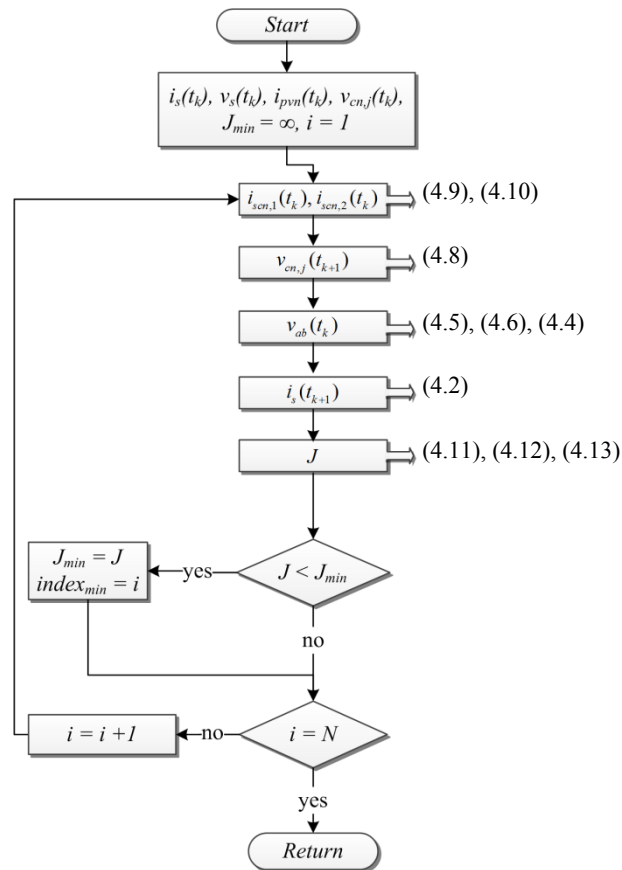 Start
i_s(t_k), v_s(t_k), i_pvn(t_k), v_cn,j(t_k),
J_min = ∞, i = 1
i_scn,1(t_k), i_scn,2(t_k)
(4.9), (4.10)
v_cn,j(t_k+1)
(4.8)
v_ab(t_k)
(4.5), (4.6), (4.4)
i_s(t_k+1)
(4.2)
J
(4.11), (4.12), (4.13)
J_min = J
index_min = i
yes
J < J_min
no
i = i +1
no
i = N
yes
Return